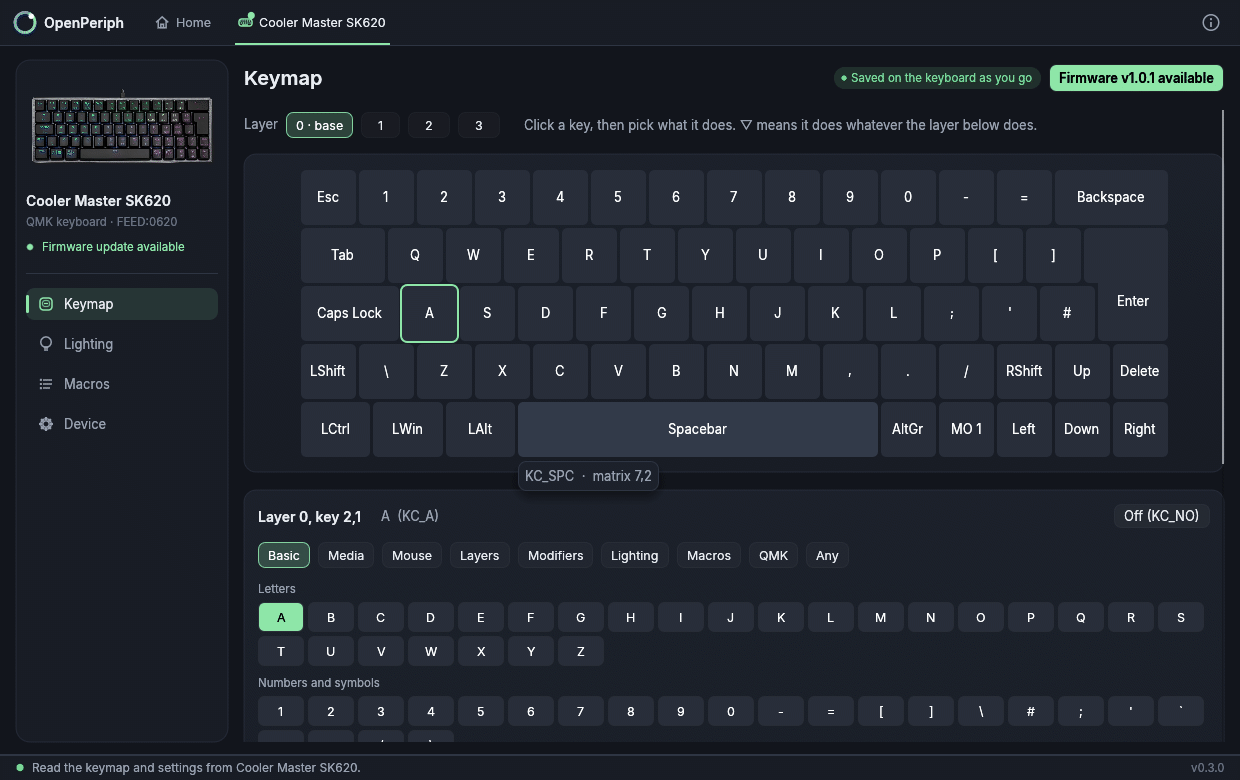 OpenPeriph Home Cooler Master SK620
Keymap Saved on the keyboard as you go Firmware v1.0.1 available
Layer 0 · base 1 2 3 Click a key, then pick what it does. ▽ means it does whatever the layer below does.
Cooler Master SK620
QMK keyboard · FEED:0620
Firmware update available
Keymap
Lighting
Macros
Device
Esc 1 2 3 4 5 6 7 8 9 0 - = Backspace
Tab Q W E R T Y U I O P [ ]
Caps Lock A S D F G H J K L ; ' # Enter
LShift \ Z X C V B N M , . / RShift Up Delete
LCtrl LWin LAlt Spacebar AltGr MO 1 Left Down Right
KC_SPC · matrix 7,2
Layer 0, key 2,1 A (KC_A) Off (KC_NO)
Basic Media Mouse Layers Modifiers Lighting Macros QMK Any
Letters
A B C D E F G H I J K L M N O P Q R S
T U V W X Y Z
Numbers and symbols
1 2 3 4 5 6 7 8 9 0 - = [ ] \ # ; ' `
Read the keymap and settings from Cooler Master SK620. v0.3.0